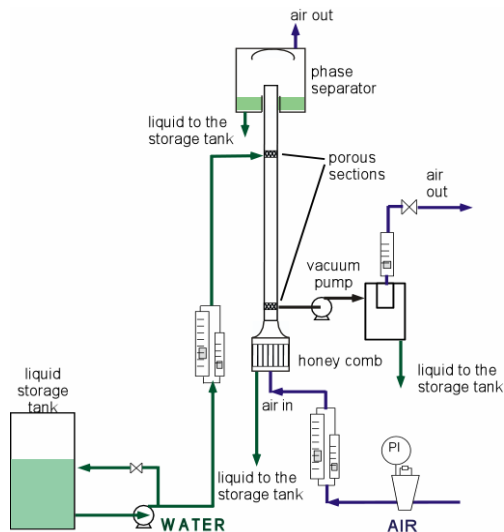 air out
phase
separator
liquid to the
storage tank
porous
sections
air
out
vacuum
pump
liquid
storage
tank
honey comb
liquid to the
storage tank
air in
PI
liquid to the
storage tank
WATER
AIR